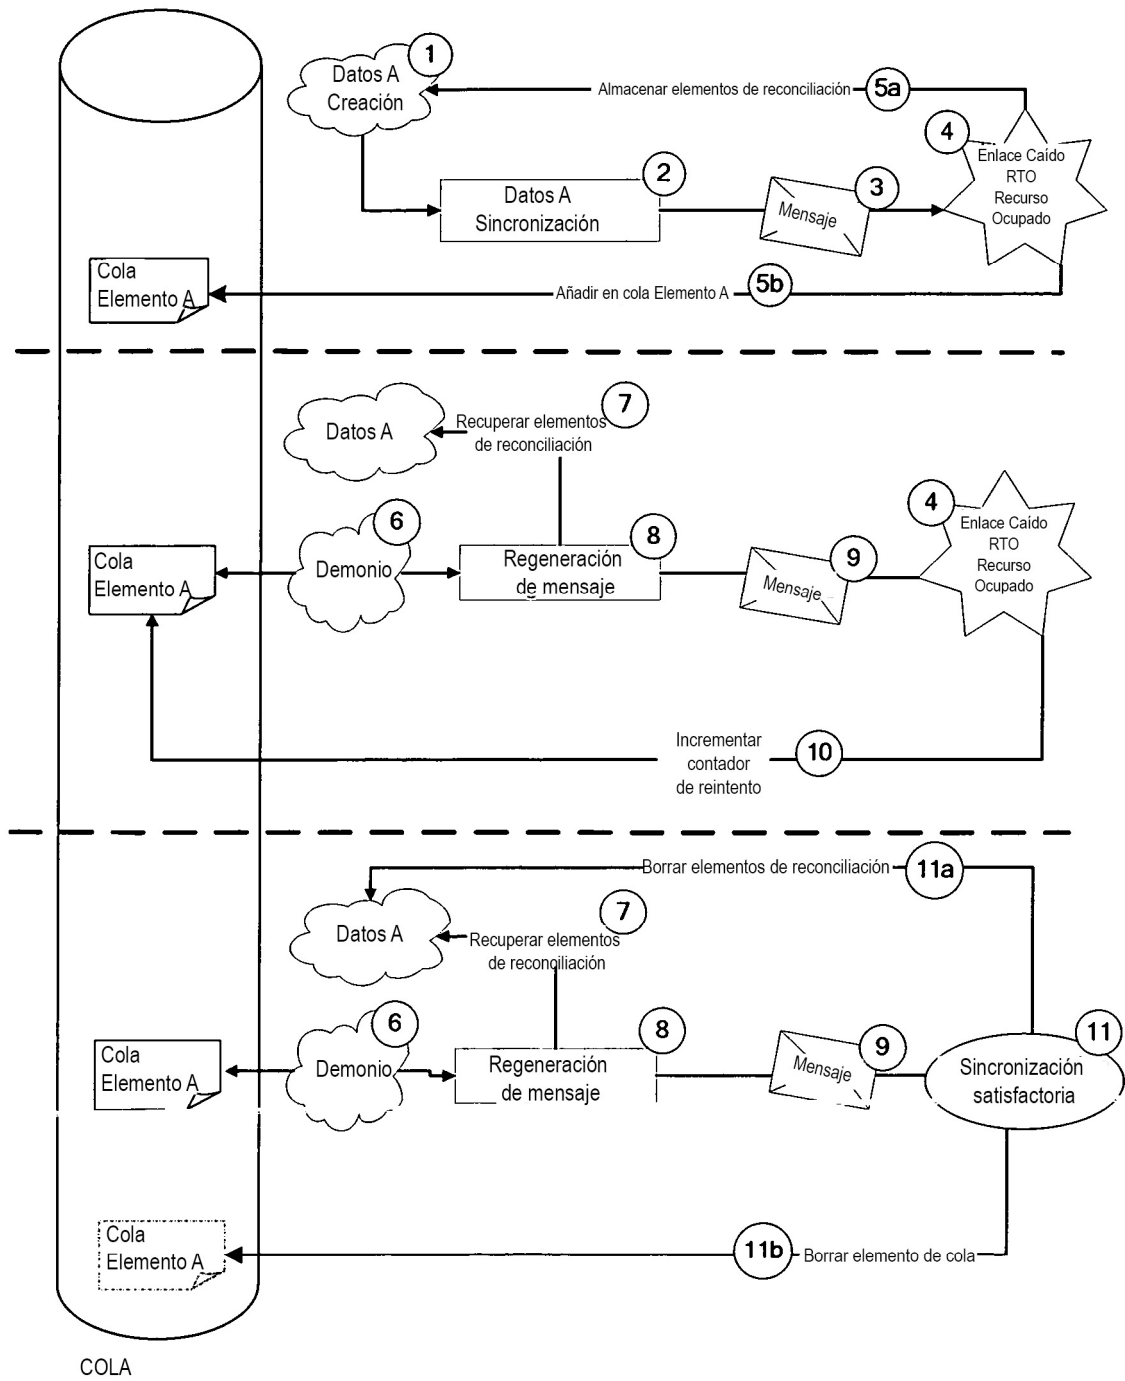 1
Datos A
Creación
Almacenar elementos de reconciliación
5a
4
Enlace Caído
RTO
Recurso
Ocupado
2
Datos A
Sincronización
3
Mensaje
Cola
Elemento A
Añadir en cola Elemento A
5b
7
Datos A
Recuperar elementos
de reconciliación
4
Enlace Caído
RTO
Recurso
Ocupado
6
8
Cola
Elemento A
Demonio
Regeneración
de mensaje
9
Mensaje
Incrementar
contador
de reintento
10
Borrar elementos de reconciliación
11a
7
Datos A
Recuperar elementos
de reconciliación
6
8
9
11
Cola
Elemento A
Demonio
Regeneración
de mensaje
Mensaje
Sincronización
satisfactoria
Cola
Elemento A
11b
Borrar elemento de cola
COLA